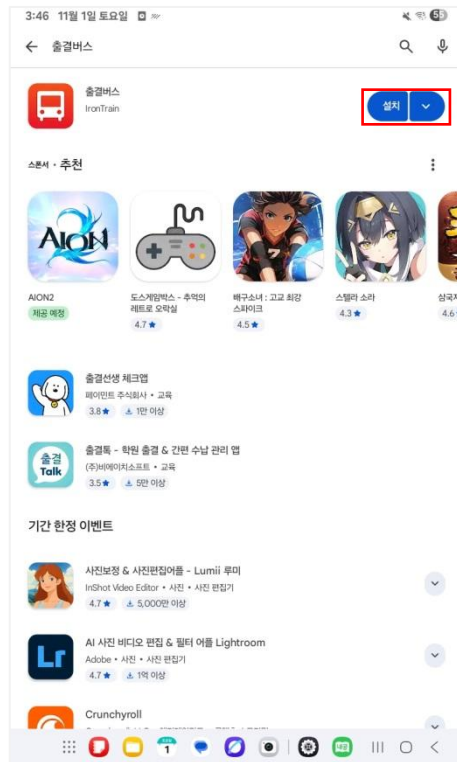 3:46 11월 1일 토요일
55
출결버스
출결버스
IronTrain
설치
스폰서 • 추천
AION2
AION2
제공 예정
도스게임박스 - 추억의
레트로 오락실
4.7 ★
배구소녀 : 고교 최강
스파이크
4.5 ★
스텔라 소라
4.3 ★
삼국지
4.6
출결선생 체크앱
페이민트 주식회사 • 교육
3.8 ★ 1만 이상
출결
Talk
출결톡 - 학원 출결 & 간편 수납 관리 앱
(주)비에이치소프트 • 교육
3.5 ★ 5만 이상
기간 한정 이벤트
사진보정 & 사진편집어플 - Lumii 루미
InShot Video Editor • 사진 • 사진 편집기
4.7 ★ 5,000만 이상
Lr
AI 사진 비디오 편집 & 필터 어플 Lightroom
Adobe • 사진 • 사진 편집기
4.7 ★ 1억 이상
Crunchyroll
1